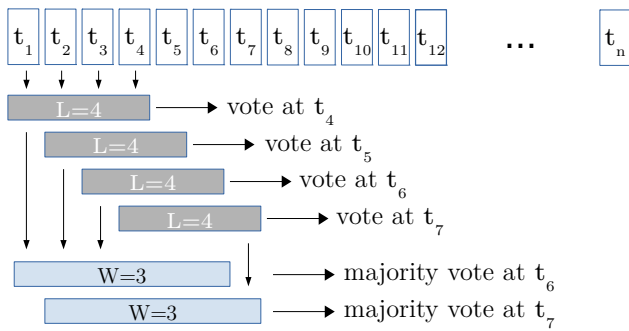 t₁ t₂ t₃ t₄ t₅ t₆ t₇ t₈ t₉ t₁₀ t₁₁ t₁₂ ... tₙ
L=4 vote at t₄
L=4 vote at t₅
L=4 vote at t₆
L=4 vote at t₇
W=3 majority vote at t₆
W=3 majority vote at t₇